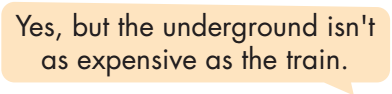 Yes, but the underground isn't
as expensive as the train.